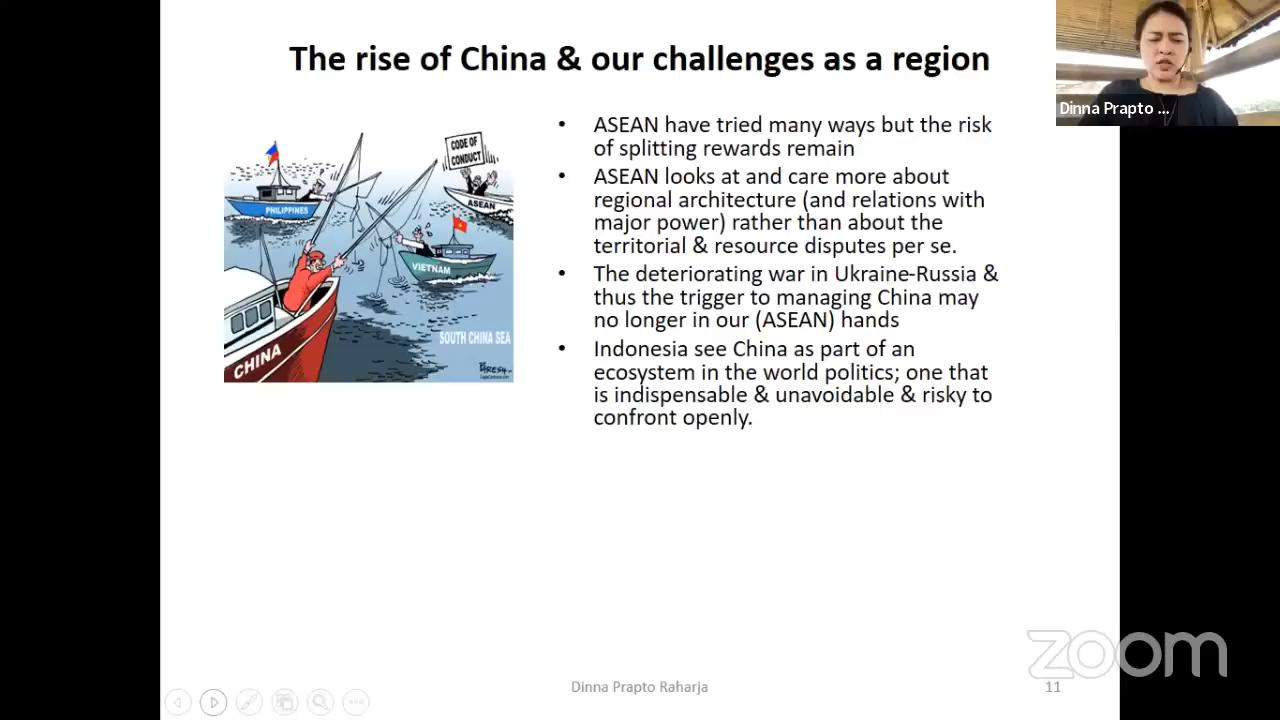 The rise of China & our challenges as a region
Dinna Prapto ...
• ASEAN have tried many ways but the risk
of splitting rewards remain
• ASEAN looks at and care more about
regional architecture (and relations with
major power) rather than about the
territorial & resource disputes per se.
• The deteriorating war in Ukraine-Russia &
thus the trigger to managing China may
no longer in our (ASEAN) hands
• Indonesia see China as part of an
ecosystem in the world politics; one that
is indispensable & unavoidable & risky to
confront openly.
CODE OF
CONDUCT
PHILIPPINES
ASEAN
VIETNAM
SOUTH CHINA SEA
CHINA
zoom
Dinna Prapto Raharja
11